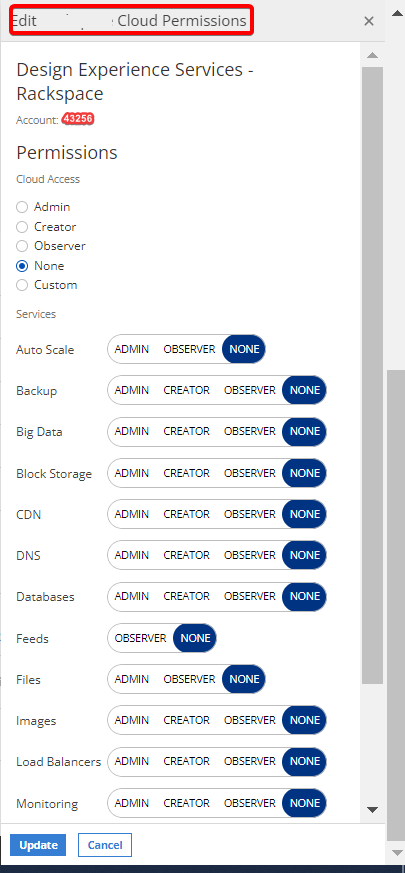 Edit Cloud Permissions
Design Experience Services -
Rackspace
Account: 43256
Permissions
Cloud Access
Admin
Creator
Observer
None
Custom
Services
Auto Scale ADMIN OBSERVER NONE
Backup ADMIN CREATOR OBSERVER NONE
Big Data ADMIN CREATOR OBSERVER NONE
Block Storage ADMIN CREATOR OBSERVER NONE
CDN ADMIN CREATOR OBSERVER NONE
DNS ADMIN CREATOR OBSERVER NONE
Databases ADMIN CREATOR OBSERVER NONE
Feeds OBSERVER NONE
Files ADMIN OBSERVER NONE
Images ADMIN CREATOR OBSERVER NONE
Load Balancers ADMIN CREATOR OBSERVER NONE
Monitoring ADMIN CREATOR OBSERVER NONE
Update Cancel